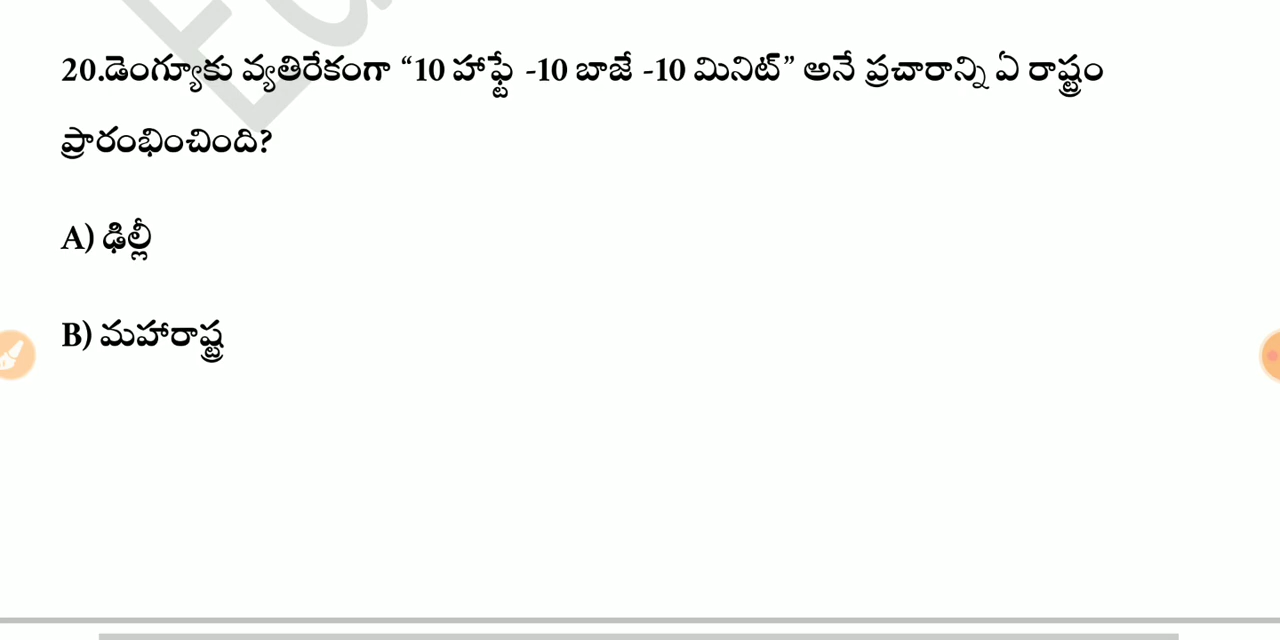 20.డెంగ్యూకు వ్యతిరేకంగా “10 హాఫ్టే -10 బాజే -10 మినిట్” అనే ప్రచారాన్ని ఏ రాష్ట్రం
ప్రారంభించింది?
A) ఢిల్లీ
B) మహారాష్ట్ర